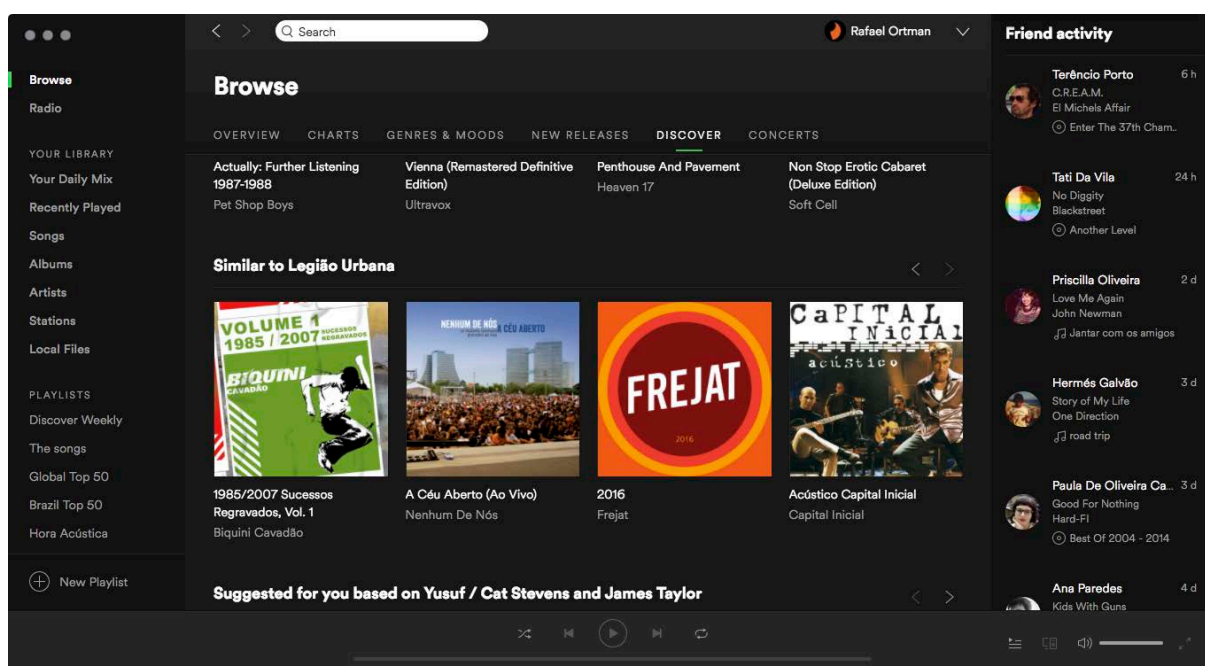 Browse
Radio
YOUR LIBRARY
Your Daily Mix
Recently Played
Songs
Albums
Artists
Stations
Local Files
PLAYLISTS
Discover Weekly
The songs
Global Top 50
Brazil Top 50
Hora Acústica
New Playlist
Search
Rafael Ortman
Browse
OVERVIEW CHARTS GENRES & MOODS NEW RELEASES DISCOVER CONCERTS
Actually: Further Listening
1987-1988
Pet Shop Boys
Vienna (Remastered Definitive
Edition)
Ultravox
Penthouse And Pavement
Heaven 17
Non Stop Erotic Cabaret
(Deluxe Edition)
Soft Cell
Similar to Legião Urbana
VOLUME 1
1985 / 2007 SUCESSOS
REGRAVADOS
BIQUINI
CAVADÃO
1985/2007 Sucessos
Regravados, Vol. 1
Biquini Cavadão
NENHUM DE NÓS A CÉU ABERTO
A Céu Aberto (Ao Vivo)
Nenhum De Nós
FREJAT
2016
2016
Frejat
CaPITAL
INICIAL
acústico
Acústico Capital Inicial
Capital Inicial
Suggested for you based on Yusuf / Cat Stevens and James Taylor
Friend activity
Terêncio Porto 6 h
C.R.E.A.M.
El Michels Affair
Enter The 37th Cham..
Tati Da Vila 24 h
No Diggity
Blackstreet
Another Level
Priscilla Oliveira 2 d
Love Me Again
John Newman
Jantar com os amigos
Hermés Galvão 3 d
Story of My Life
One Direction
road trip
Paula De Oliveira Ca... 3 d
Good For Nothing
Hard-FI
Best Of 2004 - 2014
Ana Paredes 4 d
Kids With Guns